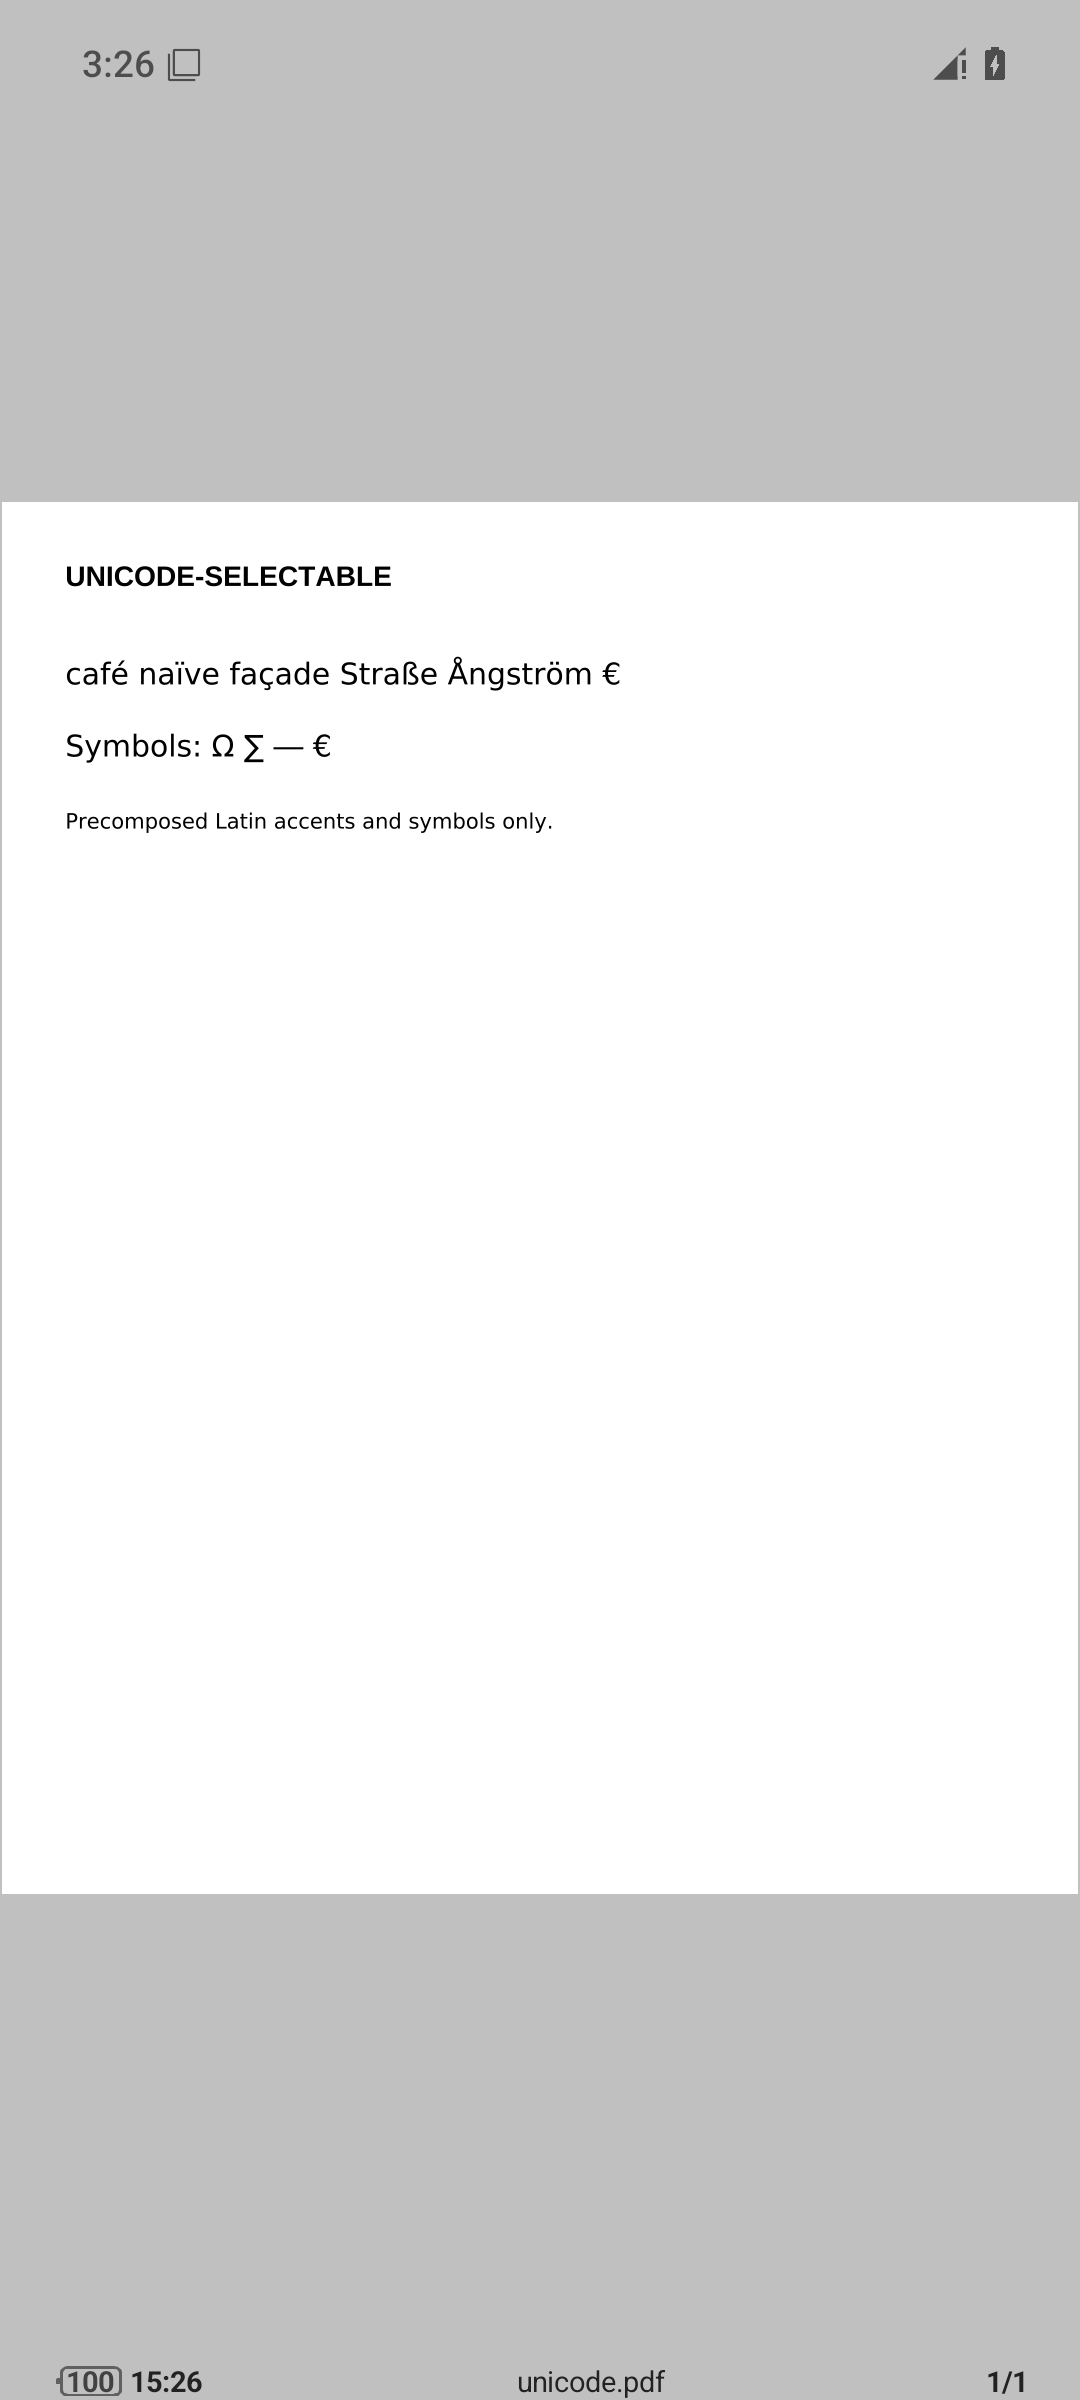 3:26
UNICODE-SELECTABLE
café naïve façade Straße Ångström €
Symbols: Ω ∑ — €
Precomposed Latin accents and symbols only.
100 15:26 unicode.pdf 1/1